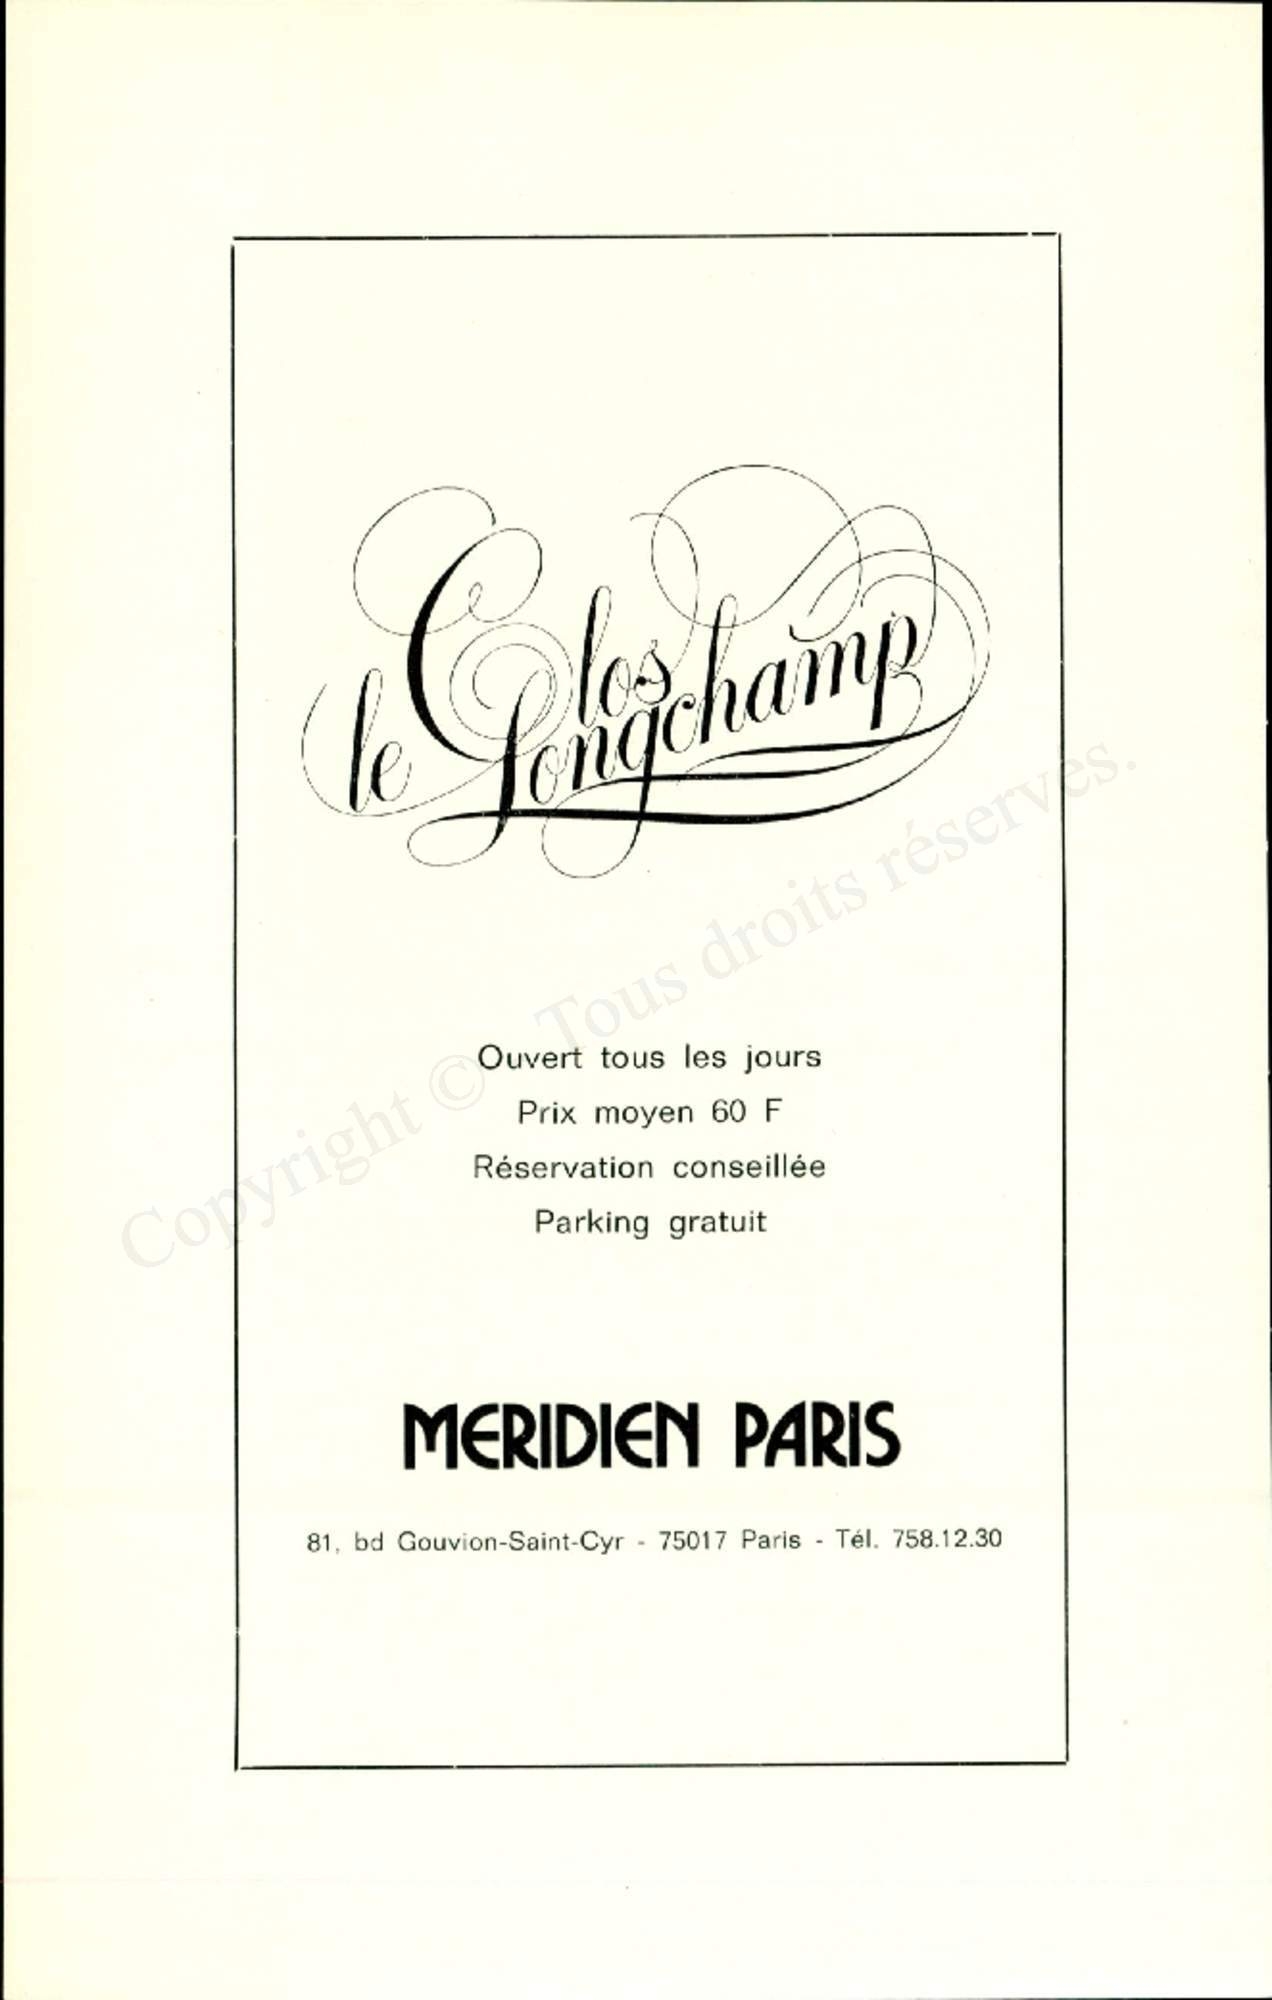 le Clos
Longchamp
Ouvert tous les jours
Prix moyen 60 F
Réservation conseillée
Parking gratuit
MERIDIEN PARIS
81, bd Gouvion-Saint-Cyr - 75017 Paris - Tél. 758.12.30
Copyright © Tous droits réservés.